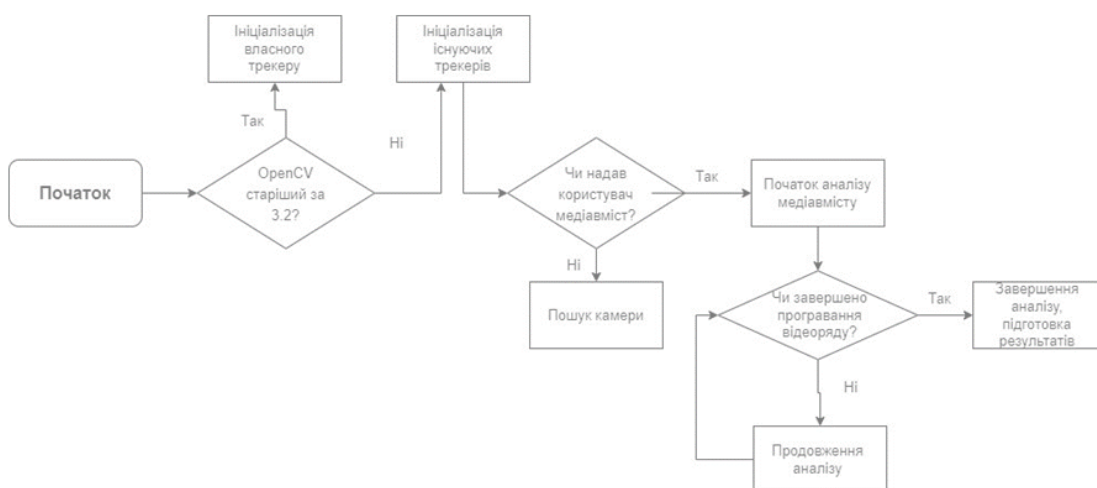 Ініціалізація
власного
трекеру
Ініціалізація
існуючих
трекерів
Так
Ні
Початок
OpenCV
старіший за
3.2?
Чи надав
користувач
медіавміст?
Так
Початок аналізу
медіавмісту
Ні
Пошук камери
Чи завершено
програвання
відеоряду?
Так
Завершення
аналізу,
підготовка
результатів
Ні
Продовження
аналізу